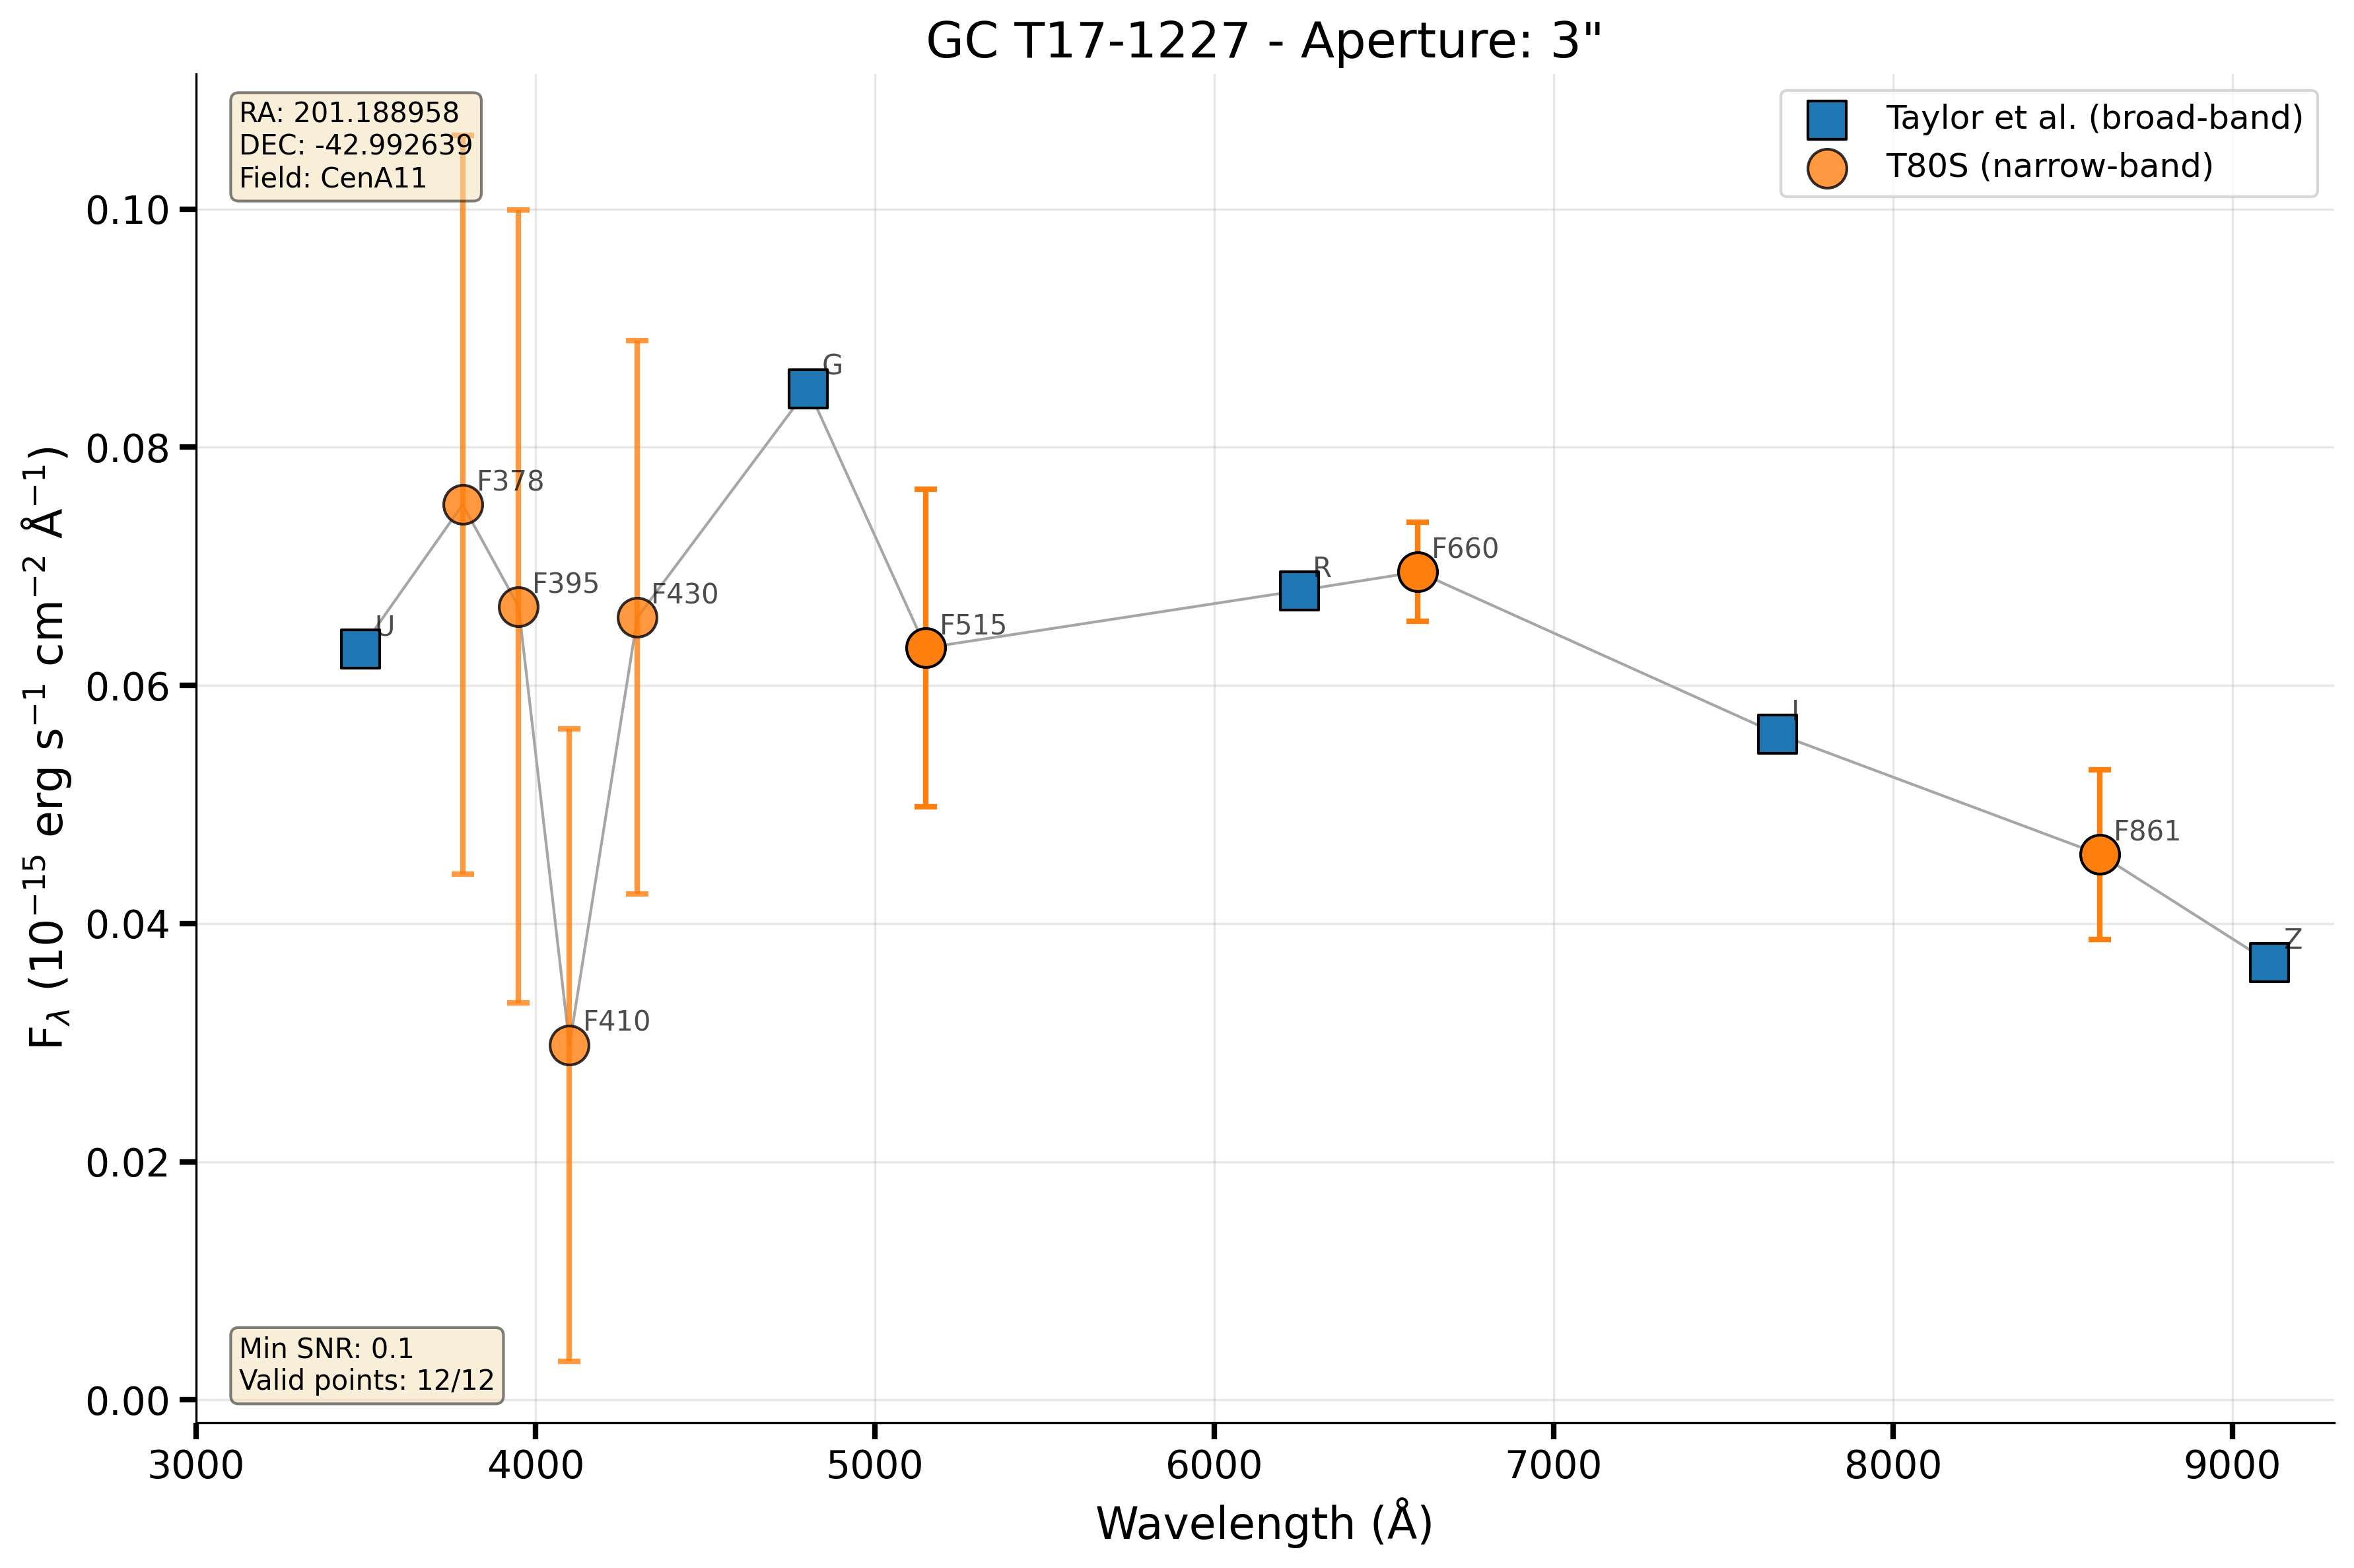 GC T17-1227 - Aperture: 3"
RA: 201.188958
DEC: -42.992639
Field: CenA11
Taylor et al. (broad-band)
T80S (narrow-band)
0.10
0.08
0.06
0.04
0.02
0.00
F$_{λ}$ (10$^{-15}$ erg s$^{-1}$ cm$^{-2}$ Å$^{-1}$)
U
F378
F395
F410
F430
G
F515
R
F660
I
F861
Z
Min SNR: 0.1
Valid points: 12/12
3000 4000 5000 6000 7000 8000 9000
Wavelength (Å)